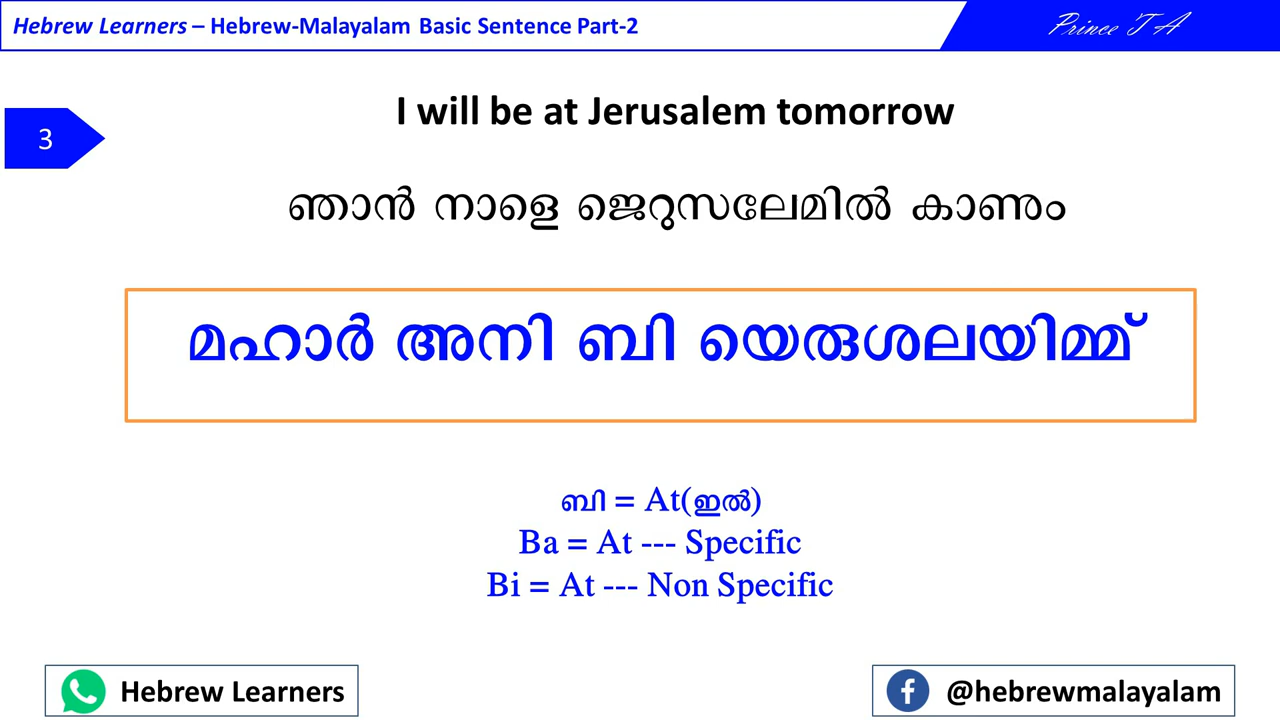 Hebrew Learners – Hebrew-Malayalam Basic Sentence Part-2
Prince T A
3
I will be at Jerusalem tomorrow
ഞാൻ നാളെ ജെറുസലേമിൽ കാണും
മഹാർ അനി ബി യെരുശലയിമ്മ്
ബി = At(ഇൽ)
Ba = At --- Specific
Bi = At --- Non Specific
Hebrew Learners
@hebrewmalayalam